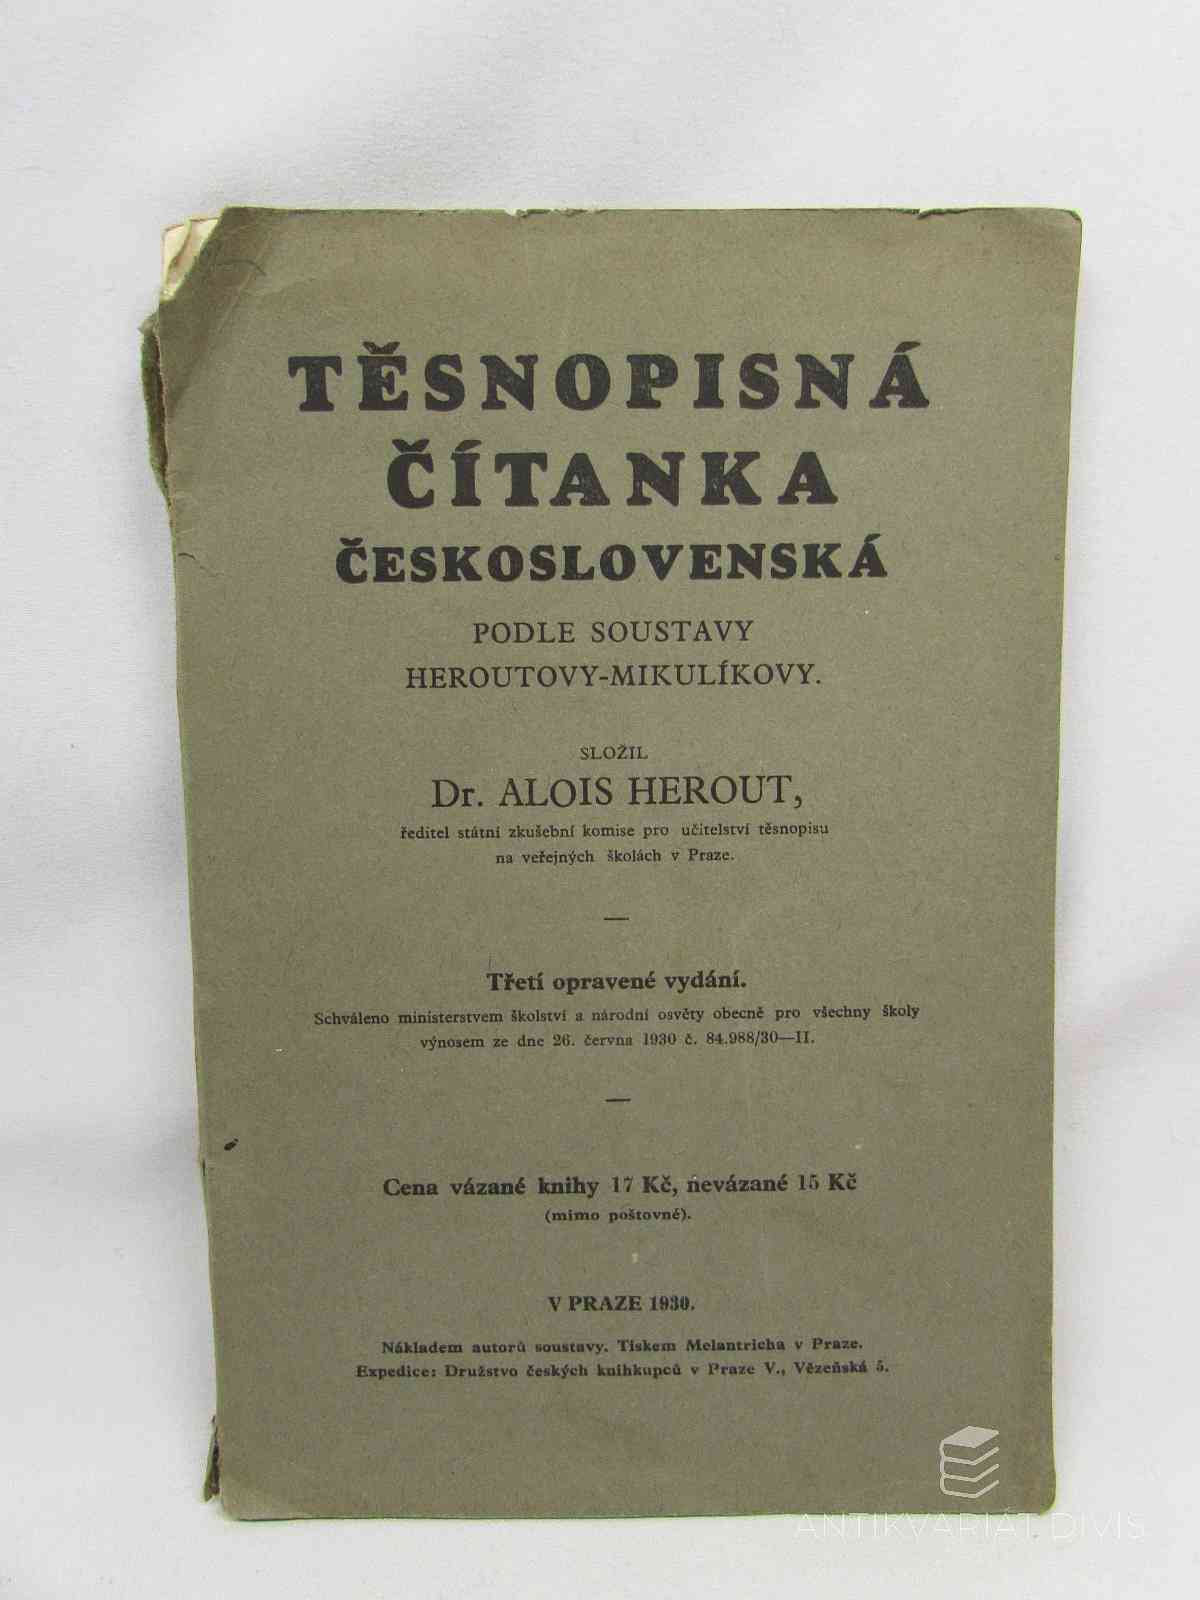 TĚSNOPISNÁ
ČÍTANKA
ČESKOSLOVENSKÁ
PODLE SOUSTAVY
HEROUTOVY-MIKULÍKOVY.
SLOŽIL
Dr. ALOIS HEROUT,
ředitel státní zkušební komise pro učitelství těsnopisu
na veřejných školách v Praze.
—
Třetí opravené vydání.
Schváleno ministerstvem školství a národní osvěty obecně pro všechny školy
výnosem ze dne 26. června 1930 č. 84.988/30—II.
—
Cena vázané knihy 17 Kč, nevázané 15 Kč
(mimo poštovné).
V PRAZE 1930.
Nákladem autorů soustavy. Tiskem Melantricha v Praze.
Expedice: Družstvo českých knihkupců v Praze V., Vězeňská 5.
ANTIKVARIÁT DIVIŠ